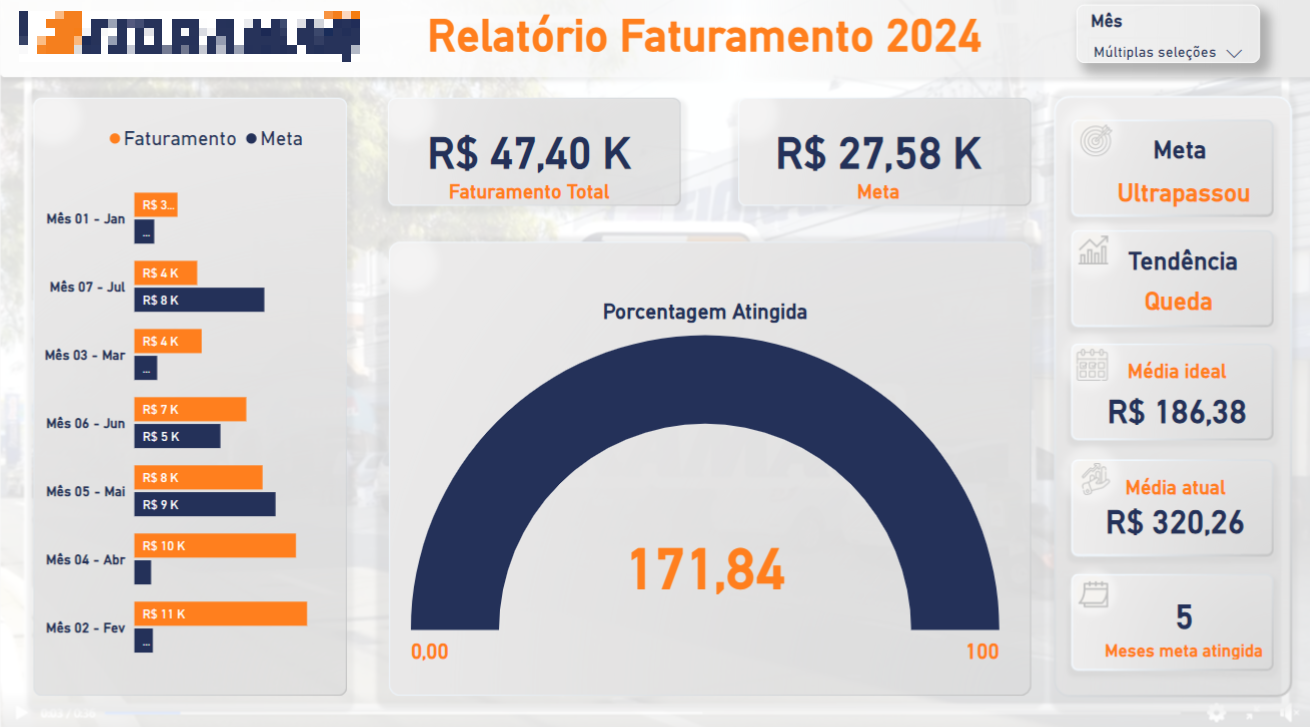 Relatório Faturamento 2024
Mês
Múltiplas seleções
Faturamento Meta
Mês 01 - Jan
R$ 3...
...
Mês 07 - Jul
R$ 4 K
R$ 8 K
Mês 03 - Mar
R$ 4 K
...
Mês 06 - Jun
R$ 7 K
R$ 5 K
Mês 05 - Mai
R$ 8 K
R$ 9 K
Mês 04 - Abr
R$ 10 K
Mês 02 - Fev
R$ 11 K
...
R$ 47,40 K
Faturamento Total
R$ 27,58 K
Meta
Porcentagem Atingida
171,84
0,00
100
Meta
Ultrapassou
Tendência
Queda
Média ideal
R$ 186,38
Média atual
R$ 320,26
5
Meses meta atingida